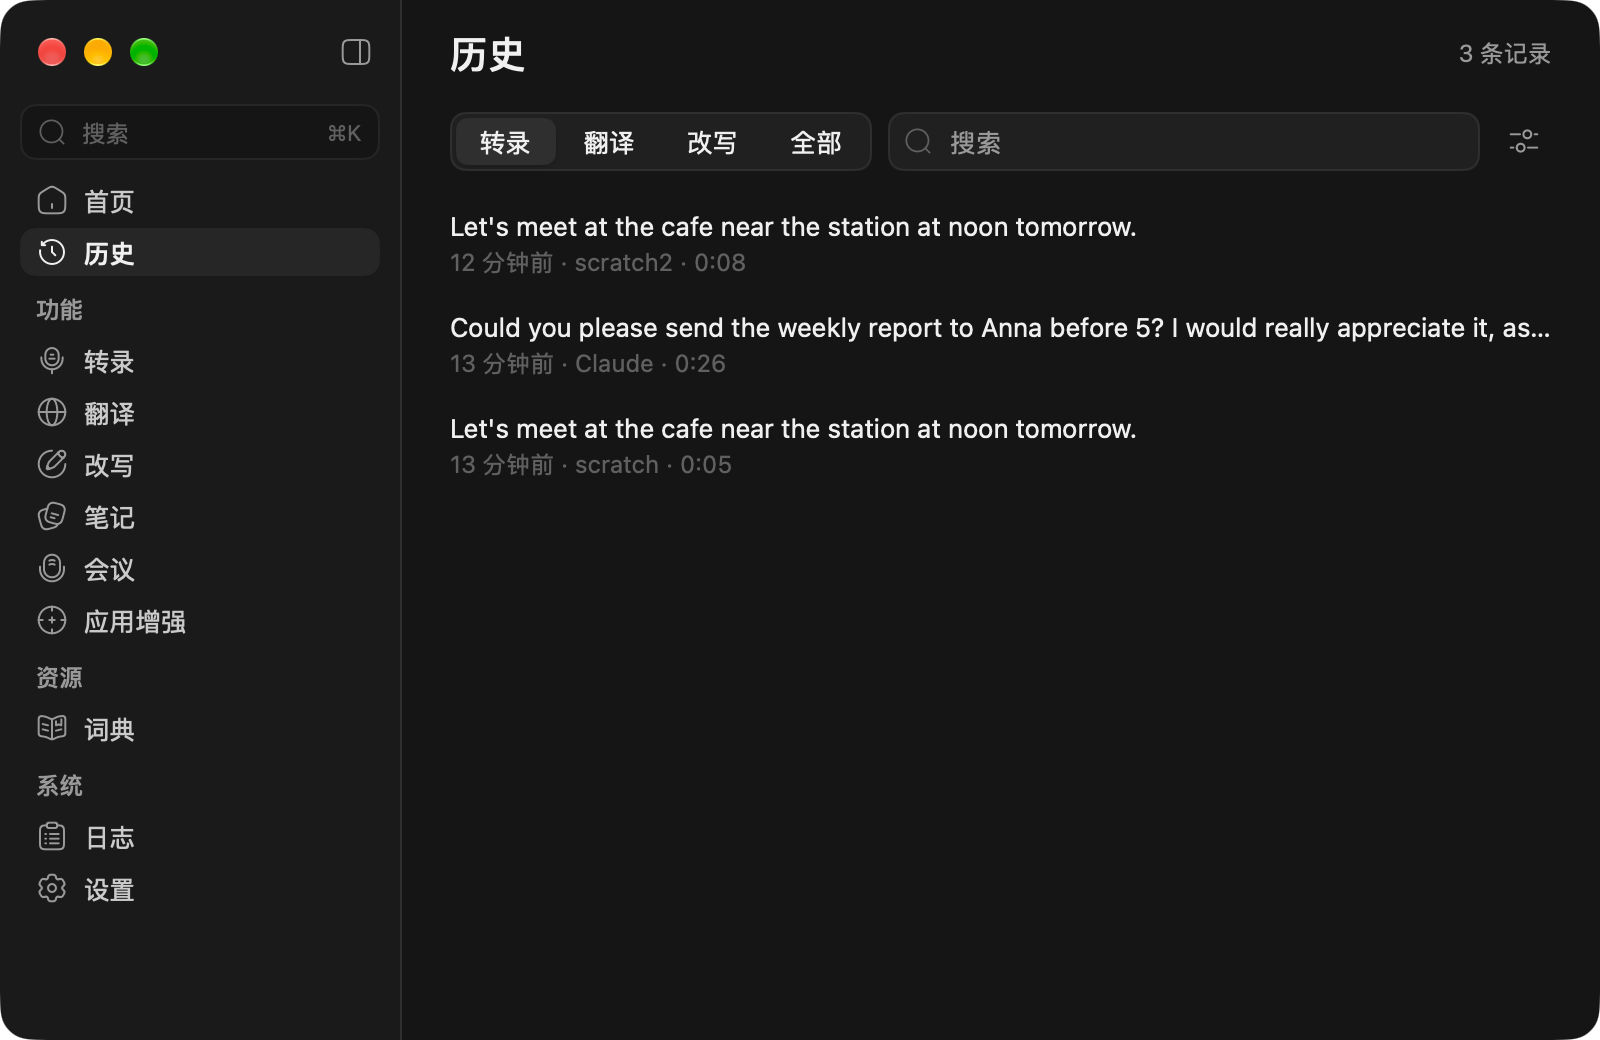 搜索 ⌘K
首页
历史
功能
转录
翻译
改写
笔记
会议
应用增强
资源
词典
系统
日志
设置
历史
3 条记录
转录 翻译 改写 全部
搜索
Let's meet at the cafe near the station at noon tomorrow.
12 分钟前 · scratch2 · 0:08
Could you please send the weekly report to Anna before 5? I would really appreciate it, as...
13 分钟前 · Claude · 0:26
Let's meet at the cafe near the station at noon tomorrow.
13 分钟前 · scratch · 0:05